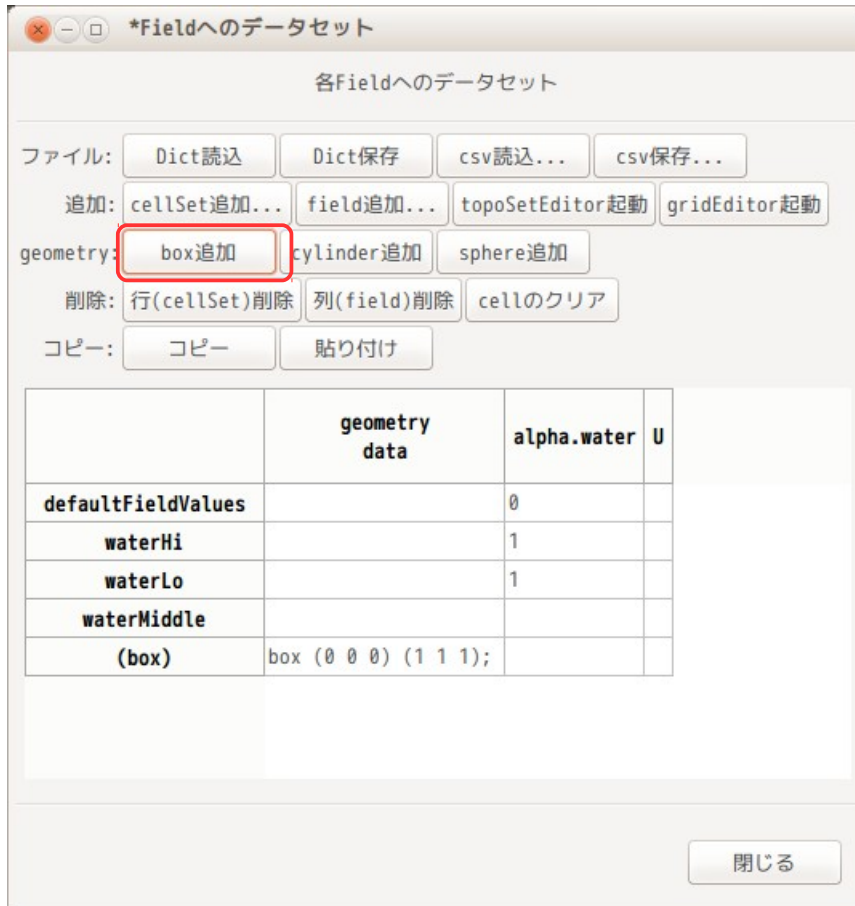 *Fieldへのデータセット
各Fieldへのデータセット
ファイル: Dict読込 Dict保存 csv読込... csv保存...
追加: cellSet追加... field追加... topoSetEditor起動 gridEditor起動
geometry: box追加 cylinder追加 sphere追加
削除: 行(cellSet)削除 列(field)削除 cellのクリア
コピー: コピー 貼り付け
geometry
data alpha.water U
defaultFieldValues 0
waterHi 1
waterLo 1
waterMiddle
(box) box (0 0 0) (1 1 1);
閉じる